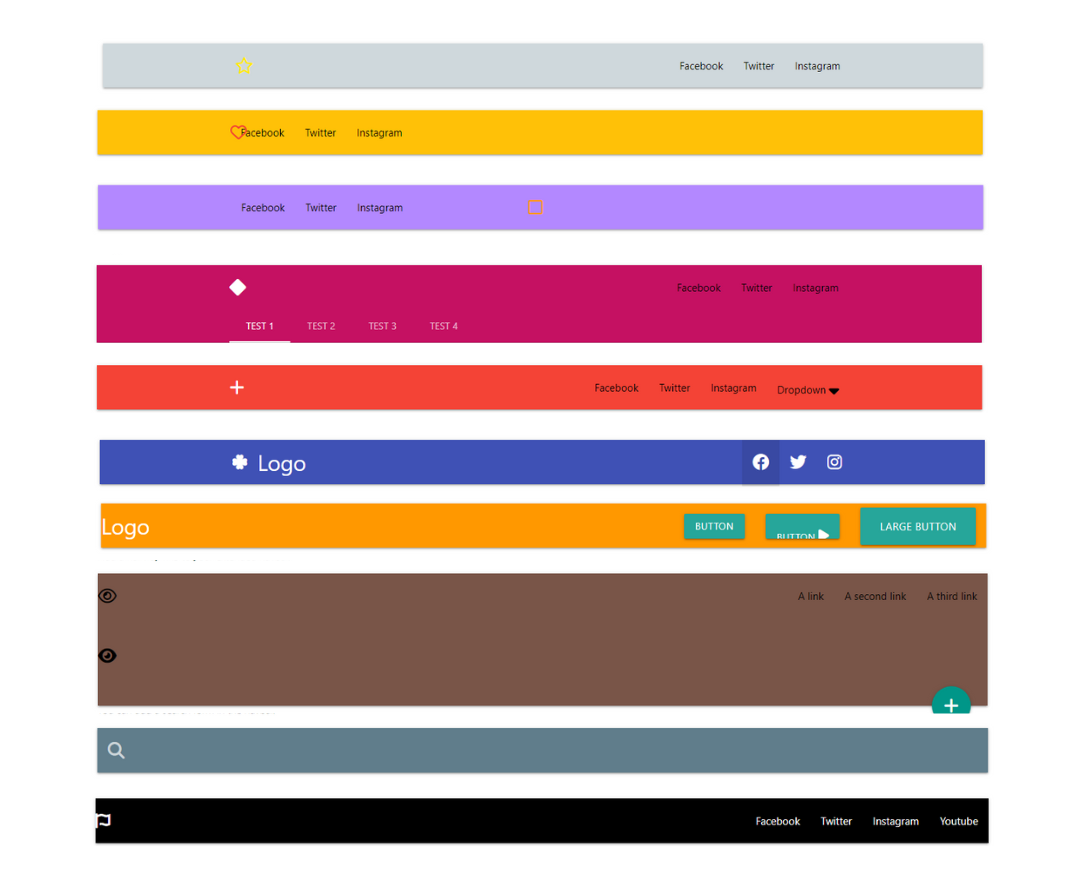 Facebook Twitter Instagram
Facebook Twitter Instagram
Facebook Twitter Instagram
Facebook Twitter Instagram
TEST 1 TEST 2 TEST 3 TEST 4
Facebook Twitter Instagram Dropdown
Logo
Logo BUTTON BUTTON LARGE BUTTON
A link A second link A third link
Facebook Twitter Instagram Youtube